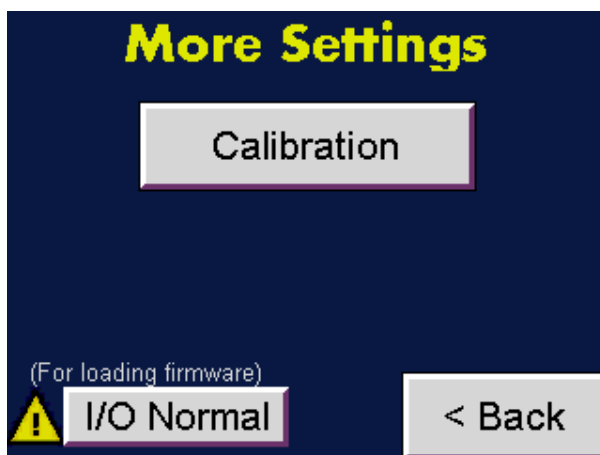 More Settings
Calibration
(For loading firmware)
! I/O Normal
< Back